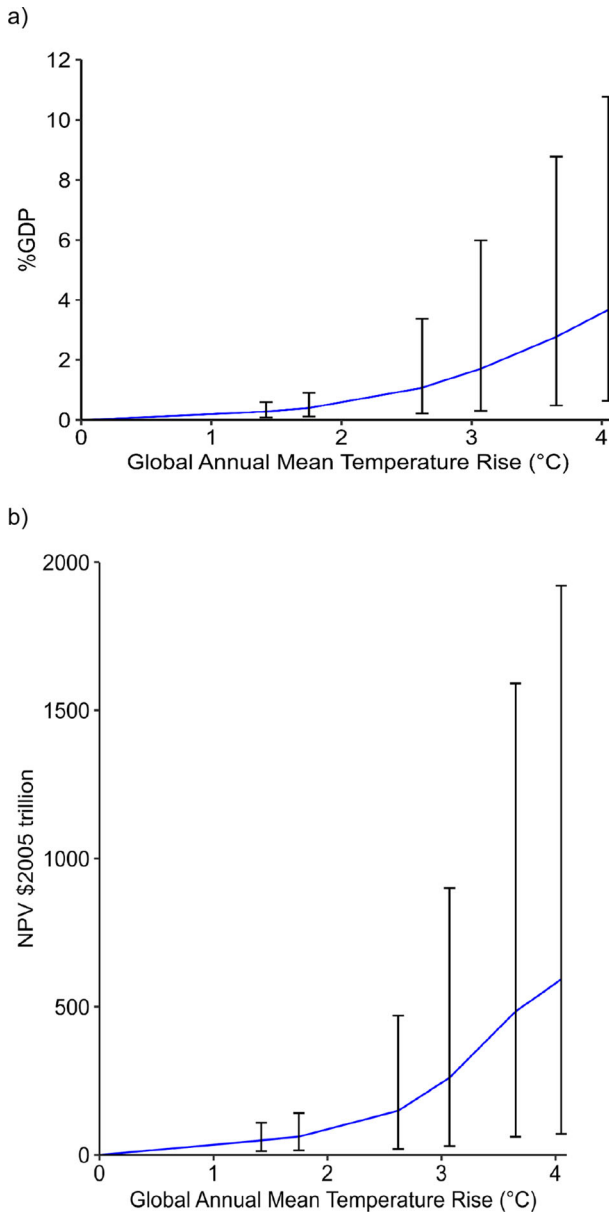 a)
12
10
8
6
4
2
0
%GDP
0 1 2 3 4
Global Annual Mean Temperature Rise (°C)
b)
2000
1500
1000
500
0
NPV $2005 trillion
0 1 2 3 4
Global Annual Mean Temperature Rise (°C)